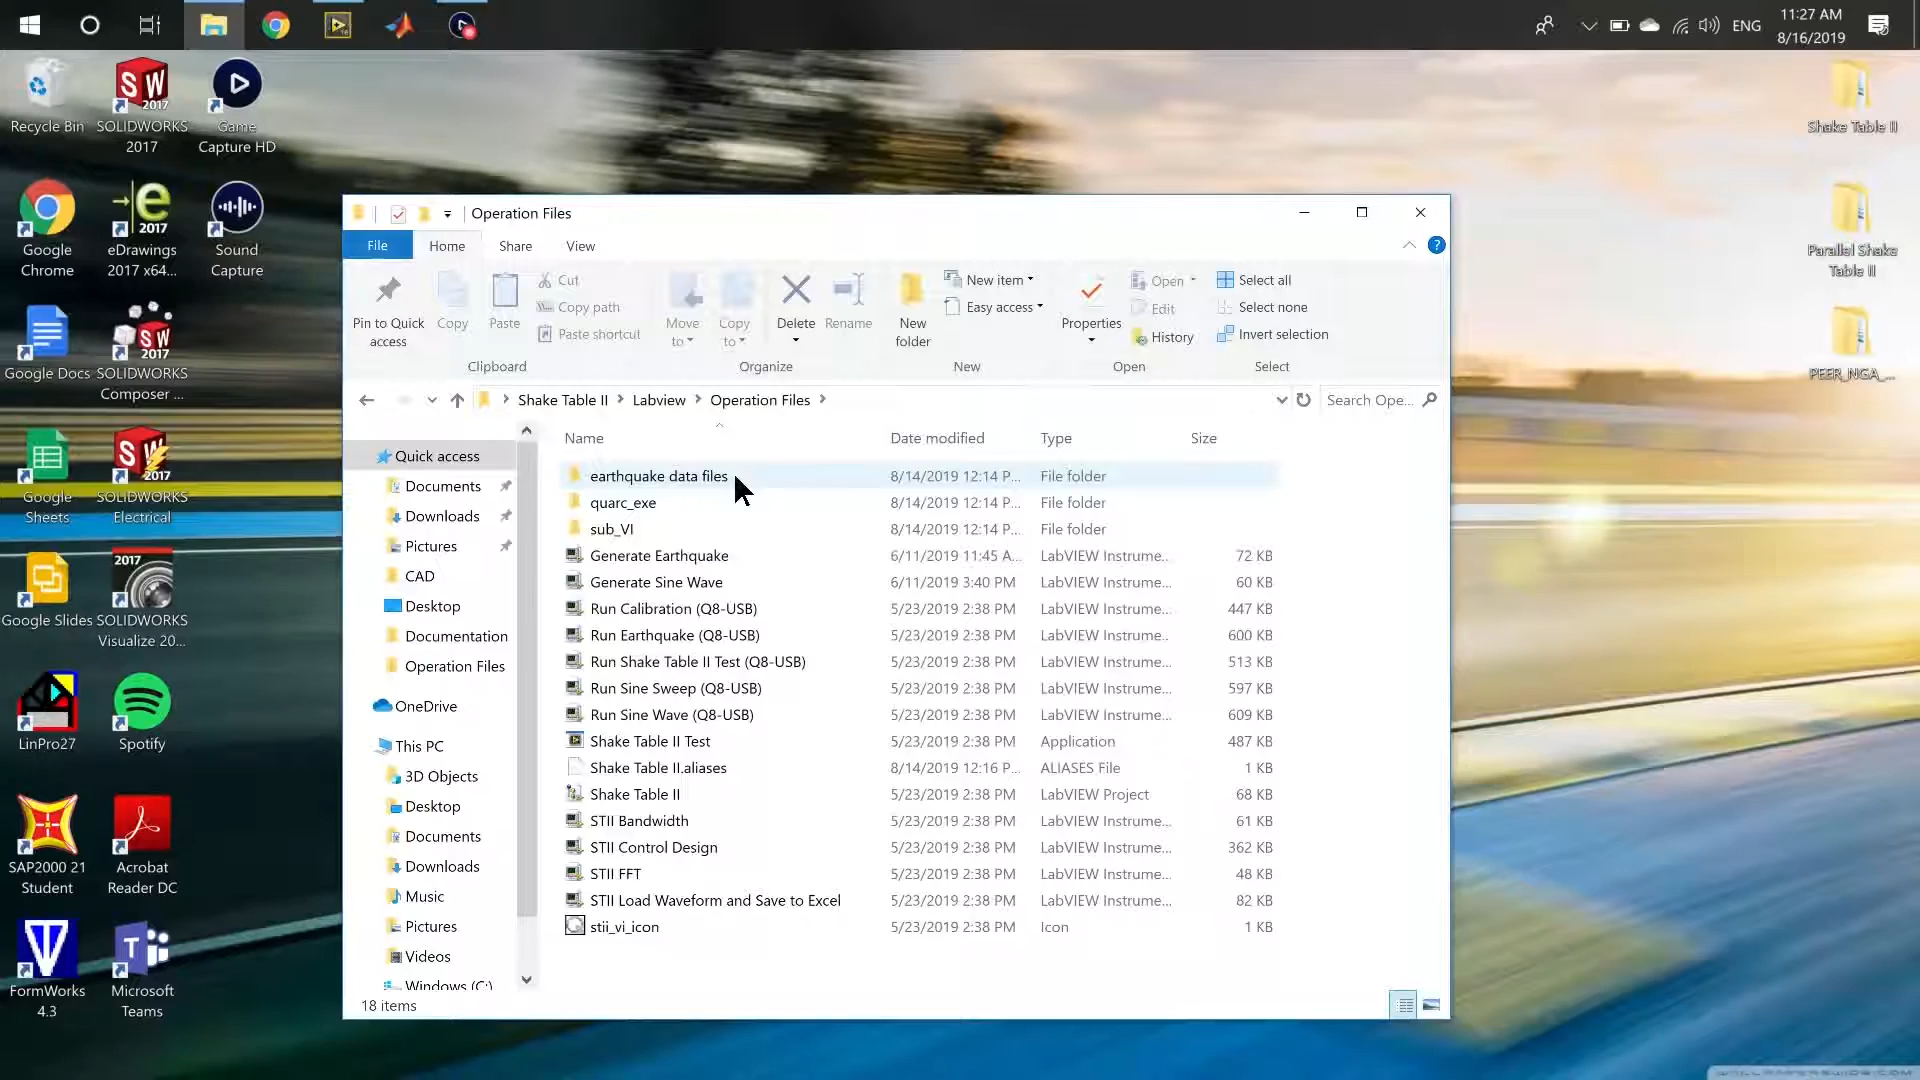 ENG
11:27 AM
8/16/2019
Recycle Bin
SOLIDWORKS
2017
Game
Capture HD
Google
Chrome
eDrawings
2017 x64...
Sound
Capture
Google Docs
SOLIDWORKS
Composer ...
Google
Sheets
SOLIDWORKS
Electrical
Google Slides
SOLIDWORKS
Visualize 20...
LinPro27
Spotify
SAP2000 21
Student
Acrobat
Reader DC
FormWorks
4.3
Microsoft
Teams
Shake Table II
Parallel Shake
Table II
PEER_NGA_...
Operation Files
File
Home
Share
View
Pin to Quick
access
Copy
Paste
Cut
Copy path
Paste shortcut
Clipboard
Move
to
Copy
to
Delete
Rename
Organize
New
folder
New item
Easy access
New
Properties
Open
Edit
History
Open
Select all
Select none
Invert selection
Select
Shake Table II
Labview
Operation Files
Search Ope...
Quick access
Documents
Downloads
Pictures
CAD
Desktop
Documentation
Operation Files
OneDrive
This PC
3D Objects
Desktop
Documents
Downloads
Music
Pictures
Videos
Windows (C:)
Name Date modified Type Size
earthquake data files 8/14/2019 12:14 P... File folder
quarc_exe 8/14/2019 12:14 P... File folder
sub_VI 8/14/2019 12:14 P... File folder
Generate Earthquake 6/11/2019 11:45 A... LabVIEW Instrume... 72 KB
Generate Sine Wave 6/11/2019 3:40 PM LabVIEW Instrume... 60 KB
Run Calibration (Q8-USB) 5/23/2019 2:38 PM LabVIEW Instrume... 447 KB
Run Earthquake (Q8-USB) 5/23/2019 2:38 PM LabVIEW Instrume... 600 KB
Run Shake Table II Test (Q8-USB) 5/23/2019 2:38 PM LabVIEW Instrume... 513 KB
Run Sine Sweep (Q8-USB) 5/23/2019 2:38 PM LabVIEW Instrume... 597 KB
Run Sine Wave (Q8-USB) 5/23/2019 2:38 PM LabVIEW Instrume... 609 KB
Shake Table II Test 5/23/2019 2:38 PM Application 487 KB
Shake Table II.aliases 8/14/2019 12:16 P... ALIASES File 1 KB
Shake Table II 5/23/2019 2:38 PM LabVIEW Project 68 KB
STII Bandwidth 5/23/2019 2:38 PM LabVIEW Instrume... 61 KB
STII Control Design 5/23/2019 2:38 PM LabVIEW Instrume... 362 KB
STII FFT 5/23/2019 2:38 PM LabVIEW Instrume... 48 KB
STII Load Waveform and Save to Excel 5/23/2019 2:38 PM LabVIEW Instrume... 82 KB
stii_vi_icon 5/23/2019 2:38 PM Icon 1 KB
18 items